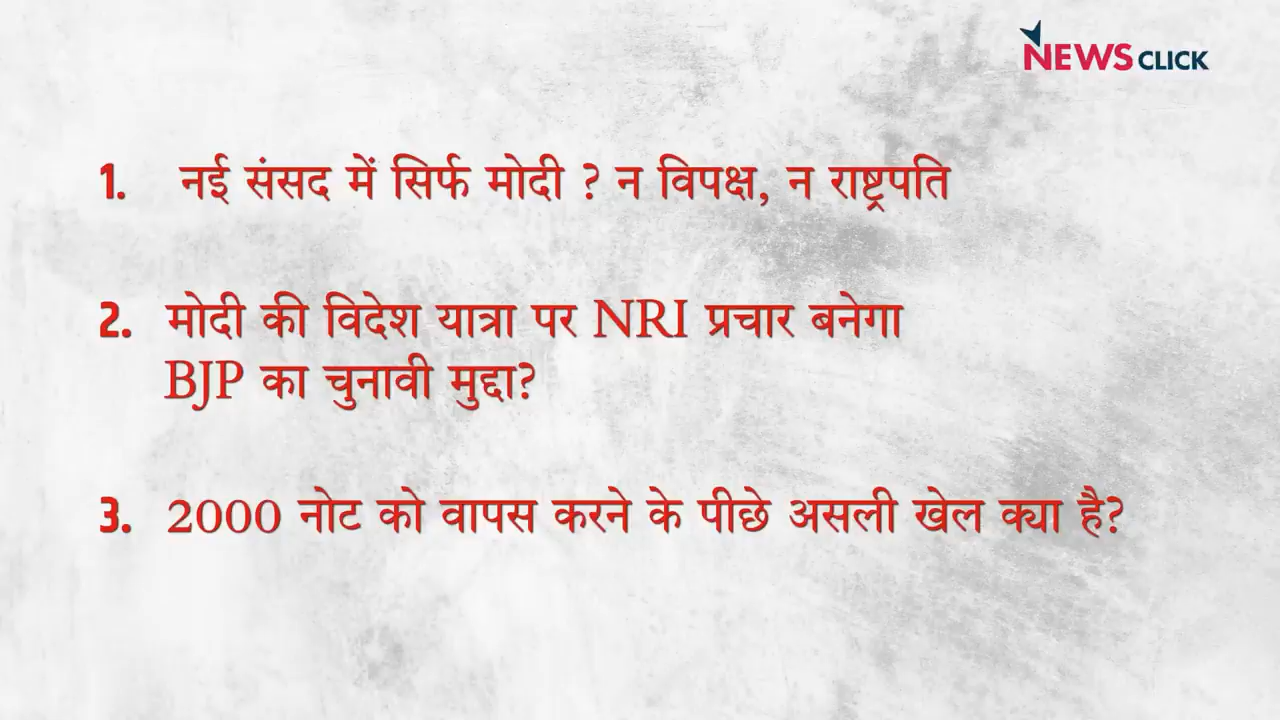 NEWS CLICK
1. नई संसद में सिर्फ मोदी ? न विपक्ष, न राष्ट्रपति
2. मोदी की विदेश यात्रा पर NRI प्रचार बनेगा
BJP का चुनावी मुद्दा?
3. 2000 नोट को वापस करने के पीछे असली खेल क्या है?